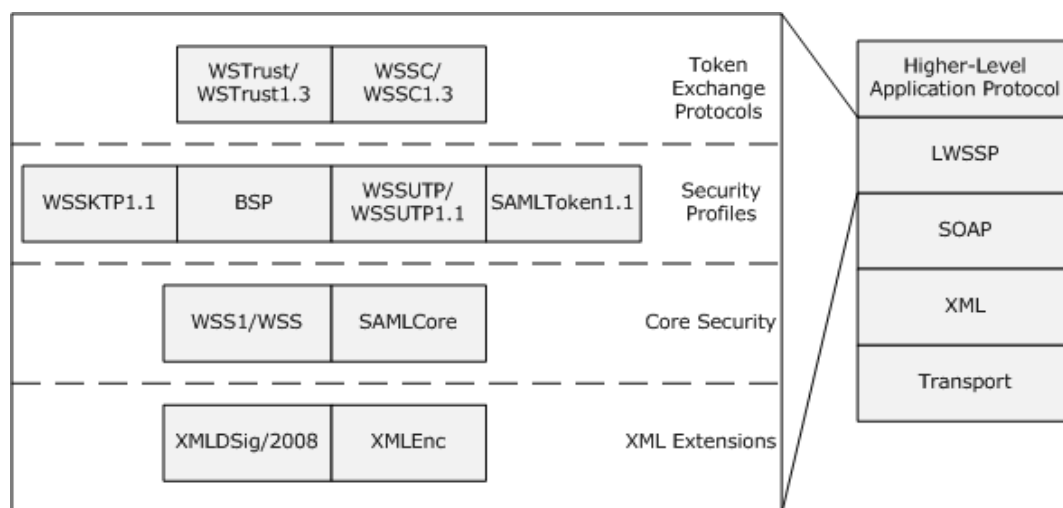 WSTrust/
WSTrust1.3
WSSC/
WSSC1.3
Token
Exchange
Protocols
WSSKTP1.1
BSP
WSSUTP/
WSSUTP1.1
SAMLToken1.1
Security
Profiles
WSS1/WSS
SAMLCore
Core Security
XMLDSig/2008
XMLEnc
XML Extensions
Higher-Level
Application Protocol
LWSSP
SOAP
XML
Transport